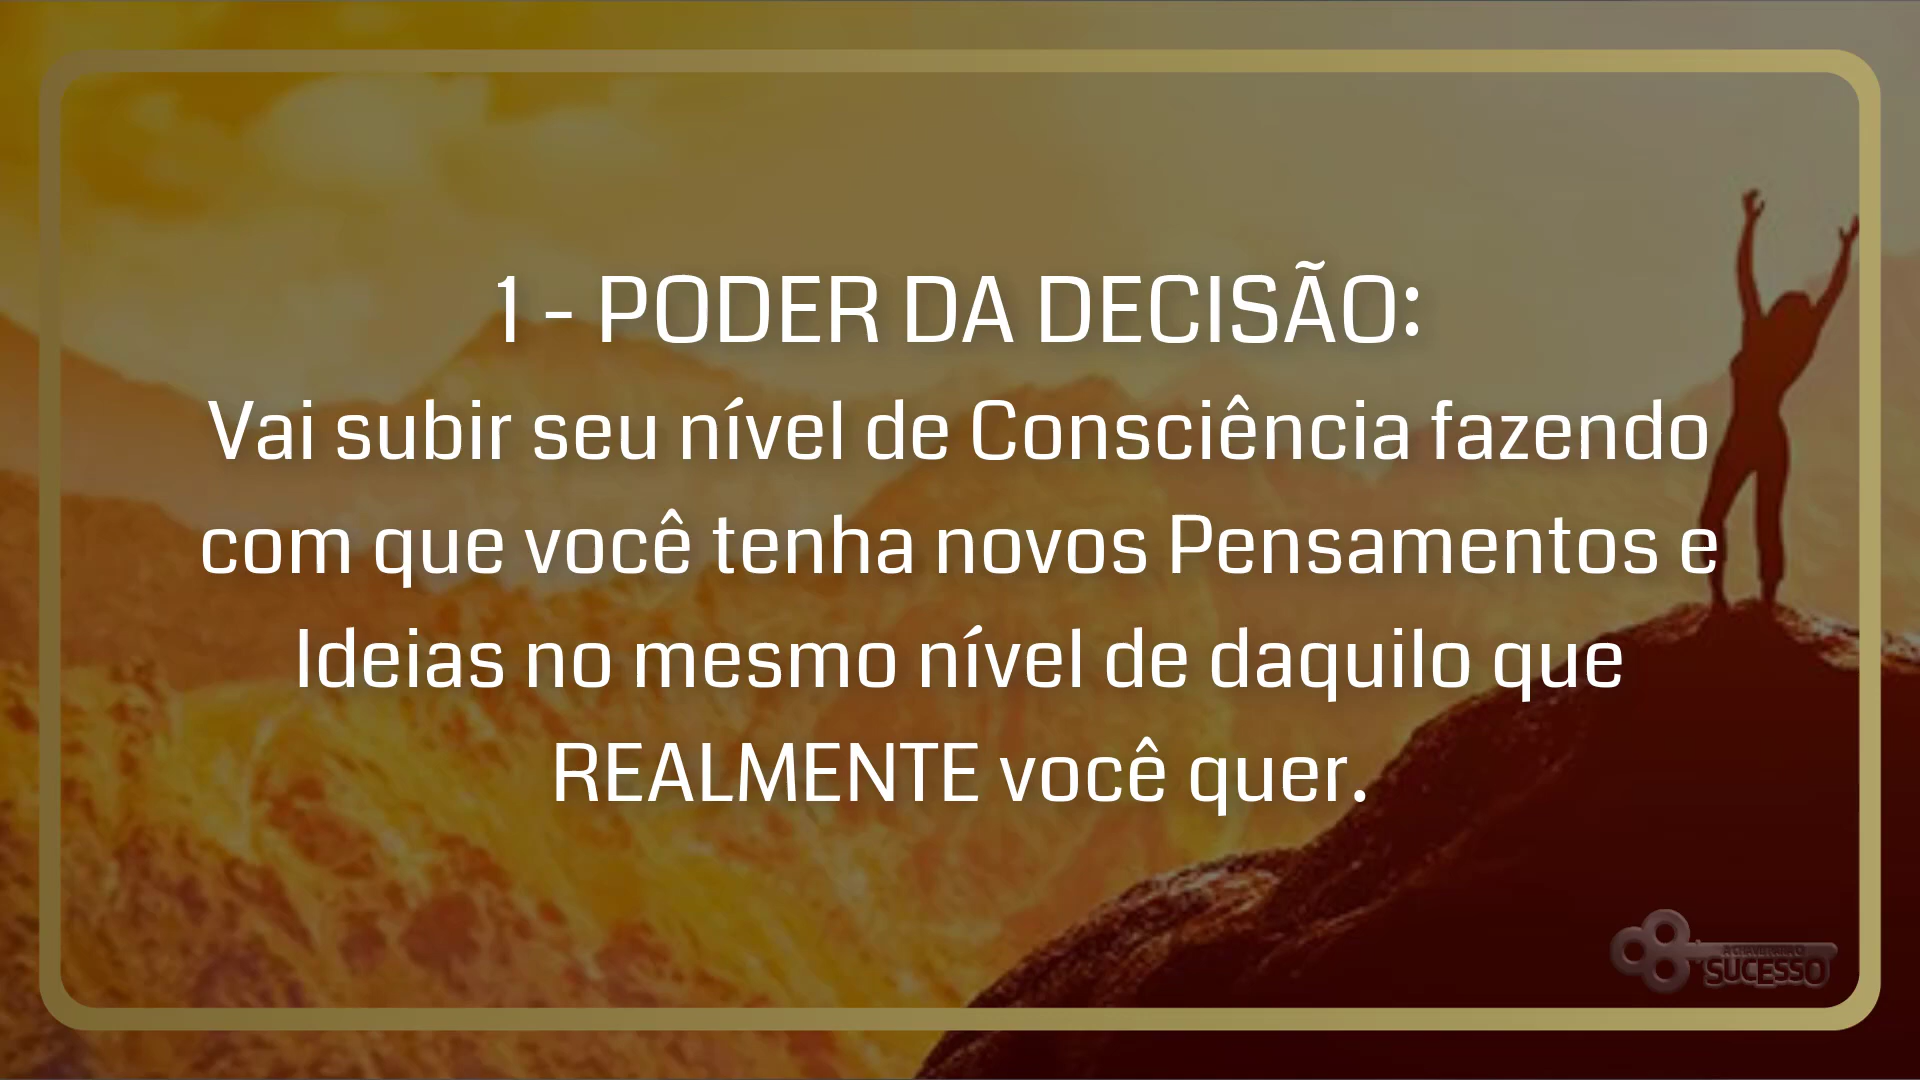 1 - PODER DA DECISÃO:
Vai subir seu nível de Consciência fazendo
com que você tenha novos Pensamentos e
Ideias no mesmo nível de daquilo que
REALMENTE você quer.
SUCESSO